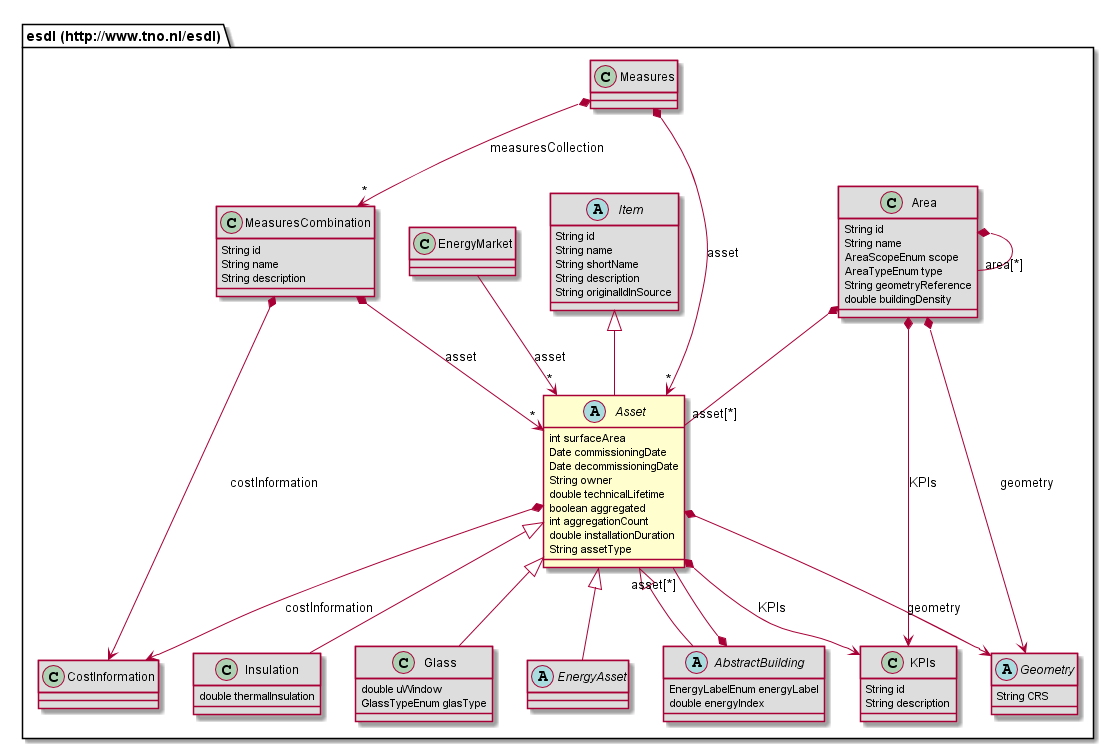 esdl (http://www.tno.nl/esdl)
C Measures
measuresCollection
*
C MeasuresCombination
String id
String name
String description
C EnergyMarket
A Item
String id
String name
String shortName
String description
String originalIdInSource
asset
C Area
String id
String name
AreaScopeEnum scope
AreaTypeEnum type
String geometryReference
double buildingDensity
area[*]
asset
*
asset
*
*
asset[*]
A Asset
int surfaceArea
Date commissioningDate
Date decommissioningDate
String owner
double technicalLifetime
boolean aggregated
int aggregationCount
double installationDuration
String assetType
costInformation
KPIs
geometry
costInformation
asset[*]
KPIs
geometry
C CostInformation
C Insulation
double thermalInsulation
C Glass
double uWindow
GlassTypeEnum glasType
A EnergyAsset
A AbstractBuilding
EnergyLabelEnum energyLabel
double energyIndex
C KPIs
String id
String description
A Geometry
String CRS